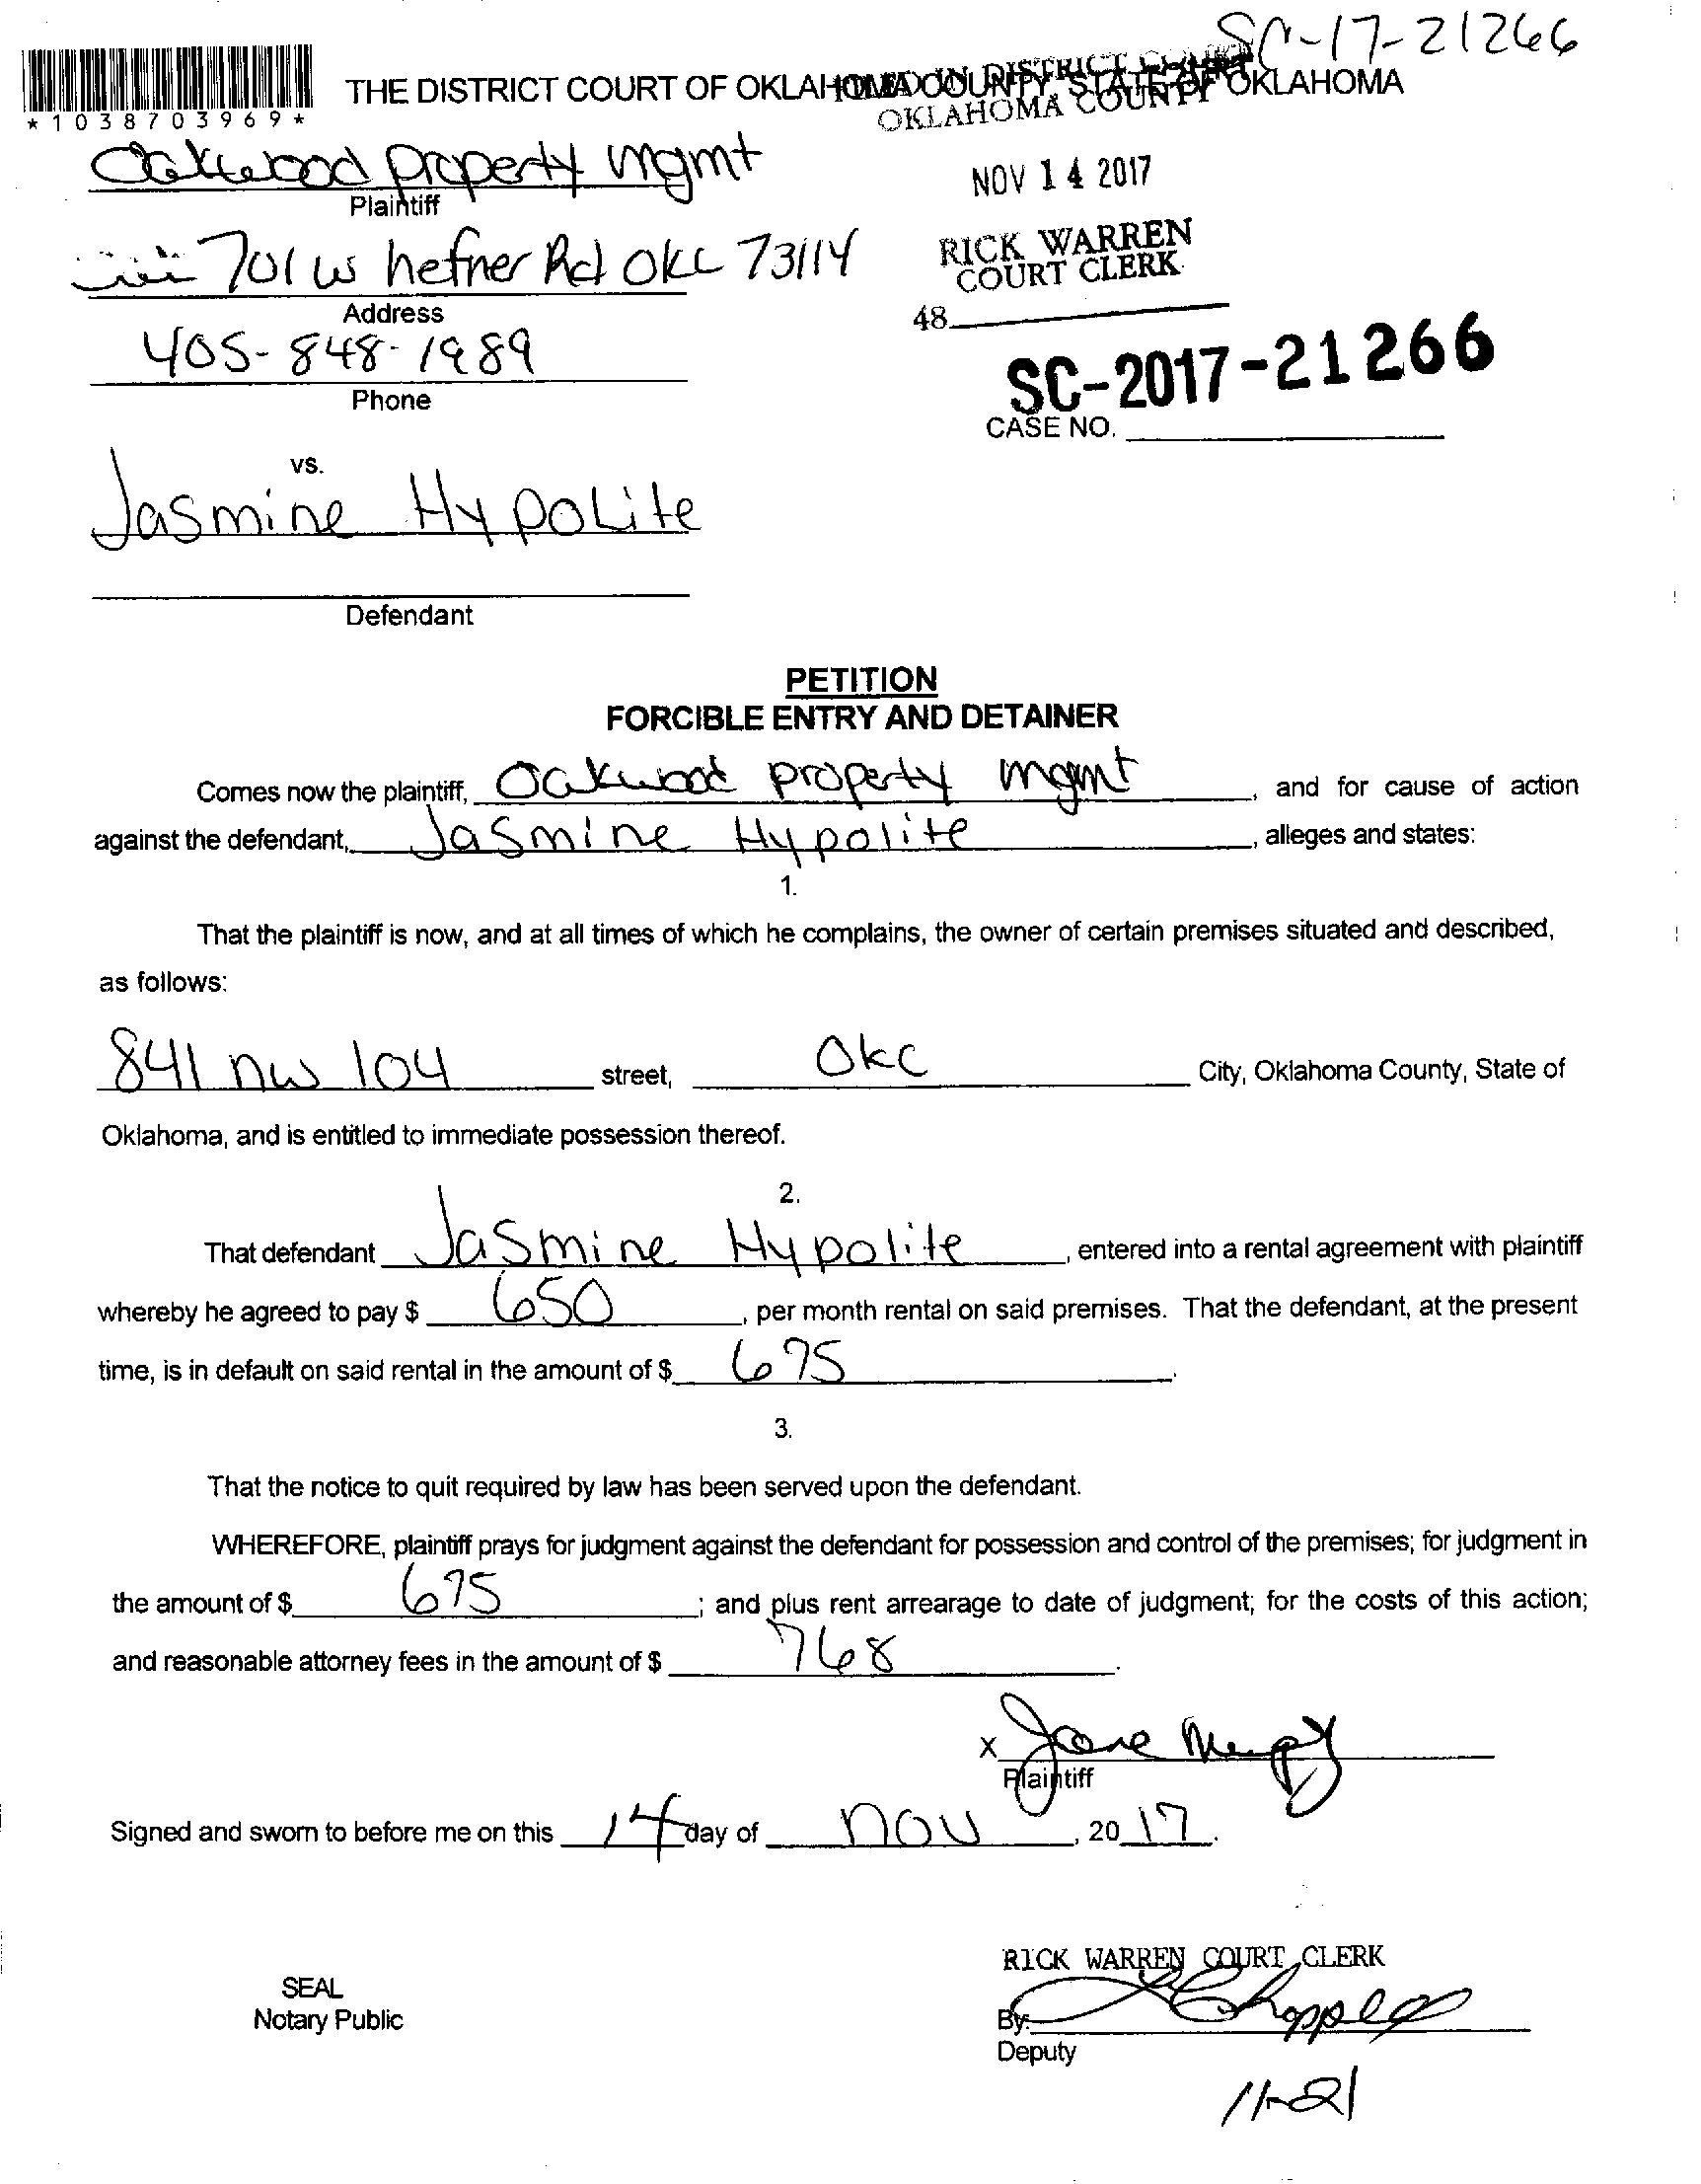 SC-17-21266
THE DISTRICT COURT OF OKLAHOMA COUNTY, STATE OF OKLAHOMA
*1038703969*
IN DISTRICT COURT
OKLAHOMA COUNTY
Oakwood property mgmt
Plaintiff
NOV 14 2017
701 W hefner Rd OKC 73114
Address
RICK WARREN
COURT CLERK
48
405-848-1989
Phone
SC-2017-21266
CASE NO.
vs.
Jasmine Hypolite
Defendant
PETITION
FORCIBLE ENTRY AND DETAINER
Comes now the plaintiff, Oakwood property mgmt, and for cause of action
against the defendant, Jasmine Hypolite, alleges and states:
1.
That the plaintiff is now, and at all times of which he complains, the owner of certain premises situated and described,
as follows:
841 nw 104 street, OKC City, Oklahoma County, State of
Oklahoma, and is entitled to immediate possession thereof.
2.
That defendant Jasmine Hypolite, entered into a rental agreement with plaintiff
whereby he agreed to pay $ 650, per month rental on said premises. That the defendant, at the present
time, is in default on said rental in the amount of $ 675.
3.
That the notice to quit required by law has been served upon the defendant.
WHEREFORE, plaintiff prays for judgment against the defendant for possession and control of the premises; for judgment in
the amount of $ 675; and plus rent arrearage to date of judgment; for the costs of this action;
and reasonable attorney fees in the amount of $ 768.
X Jane
Plaintiff
Signed and sworn to before me on this 14 day of nov, 20 17.
RICK WARREN COURT CLERK
SEAL
Notary Public
By:
Deputy
11-21